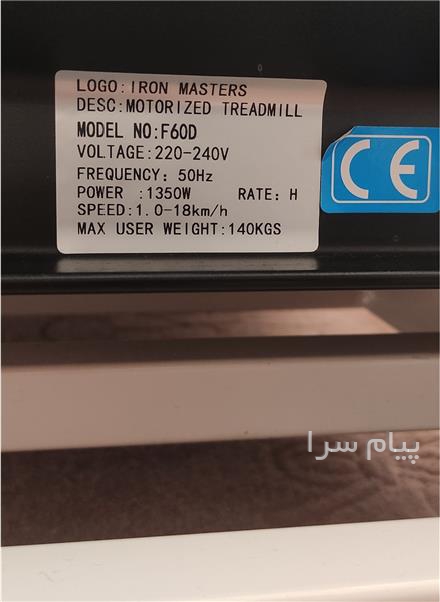 LOGO:IRON MASTERS
DESC:MOTORIZED TREADMILL
MODEL NO:F60D
VOLTAGE:220-240V
FREQUENCY: 50Hz
POWER :1350W RATE: H
SPEED:1.0-18km/h
MAX USER WEIGHT:140KGS
CE
پیام سرا